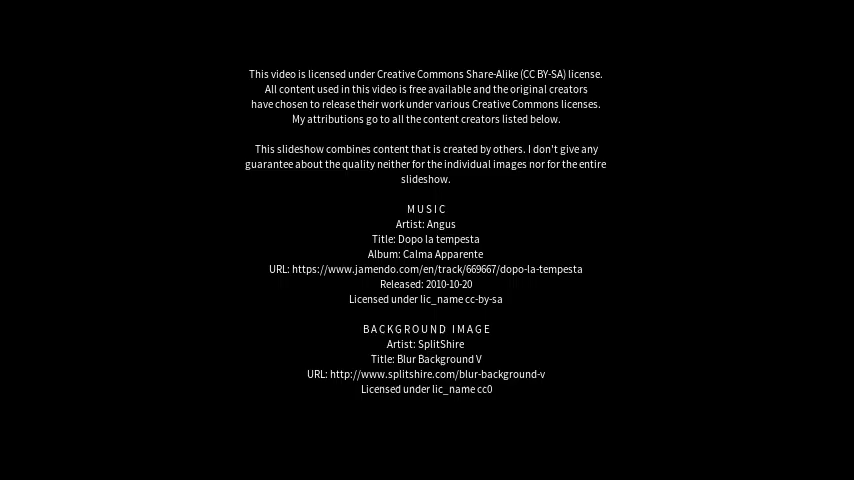 This video is licensed under Creative Commons Share-Alike (CC BY-SA) license.
All content used in this video is free available and the original creators
have chosen to release their work under various Creative Commons licenses.
My attributions go to all the content creators listed below.
This slideshow combines content that is created by others. I don't give any
guarantee about the quality neither for the individual images nor for the entire
slideshow.
MUSIC
Artist: Angus
Title: Dopo la tempesta
Album: Calma Apparente
URL: https://www.jamendo.com/en/track/669667/dopo-la-tempesta
Released: 2010-10-20
Licensed under lic_name cc-by-sa
BACKGROUND IMAGE
Artist: SplitShire
Title: Blur Background V
URL: http://www.splitshire.com/blur-background-v
Licensed under lic_name cc0